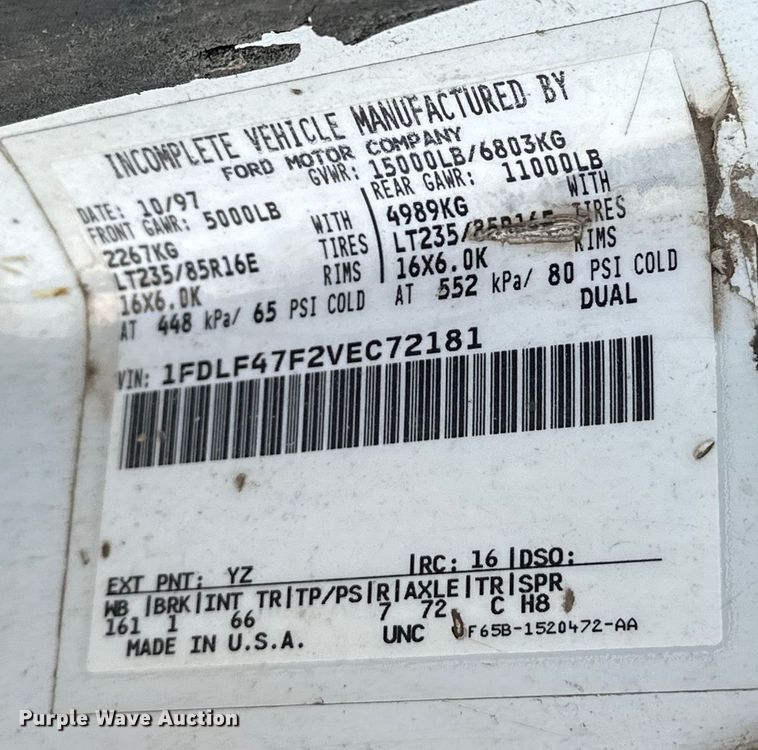 INCOMPLETE VEHICLE MANUFACTURED BY
FORD MOTOR COMPANY
DATE: 10/97 GVWR: 15000LB/6803KG
FRONT GAWR: 5000LB REAR GAWR: 11000LB
2267KG WITH 4989KG WITH
LT235/85R16E TIRES LT235/85R16E TIRES
16X6.0K RIMS 16X6.0K RIMS
AT 448 kPa/ 65 PSI COLD AT 552 kPa/ 80 PSI COLD
DUAL
VIN: 1FDLF47F2VEC72181
EXT PNT: YZ |RC: 16 |DSO:
WB |BRK|INT TR|TP/PS|R|AXLE|TR|SPR
161 1 66 7 72 C H8
MADE IN U.S.A. UNC F65B-1520472-AA
Purple Wave Auction